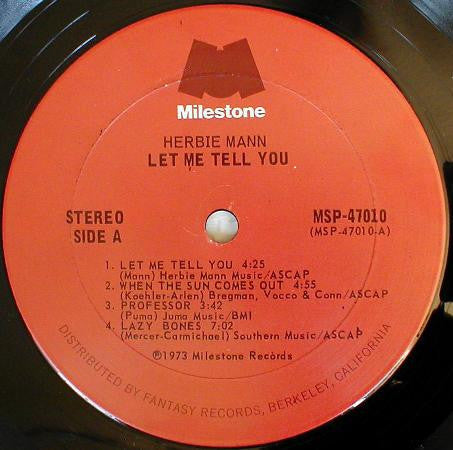 Milestone
HERBIE MANN
LET ME TELL YOU
STEREO
SIDE A
MSP-47010
(MSP-47010-A)
1. LET ME TELL YOU 4:25
(Mann) Herbie Mann Music/ASCAP
2. WHEN THE SUN COMES OUT 4:55
(Koehler-Arlen) Bregman, Vocco & Conn/ASCAP
3. PROFESSOR 3:42
(Puma) Juma Music/BMI
4. LAZY BONES 7:02
(Mercer-Carmichael) Southern Music/ASCAP
℗1973 Milestone Records
DISTRIBUTED BY FANTASY RECORDS, BERKELEY, CALIFORNIA